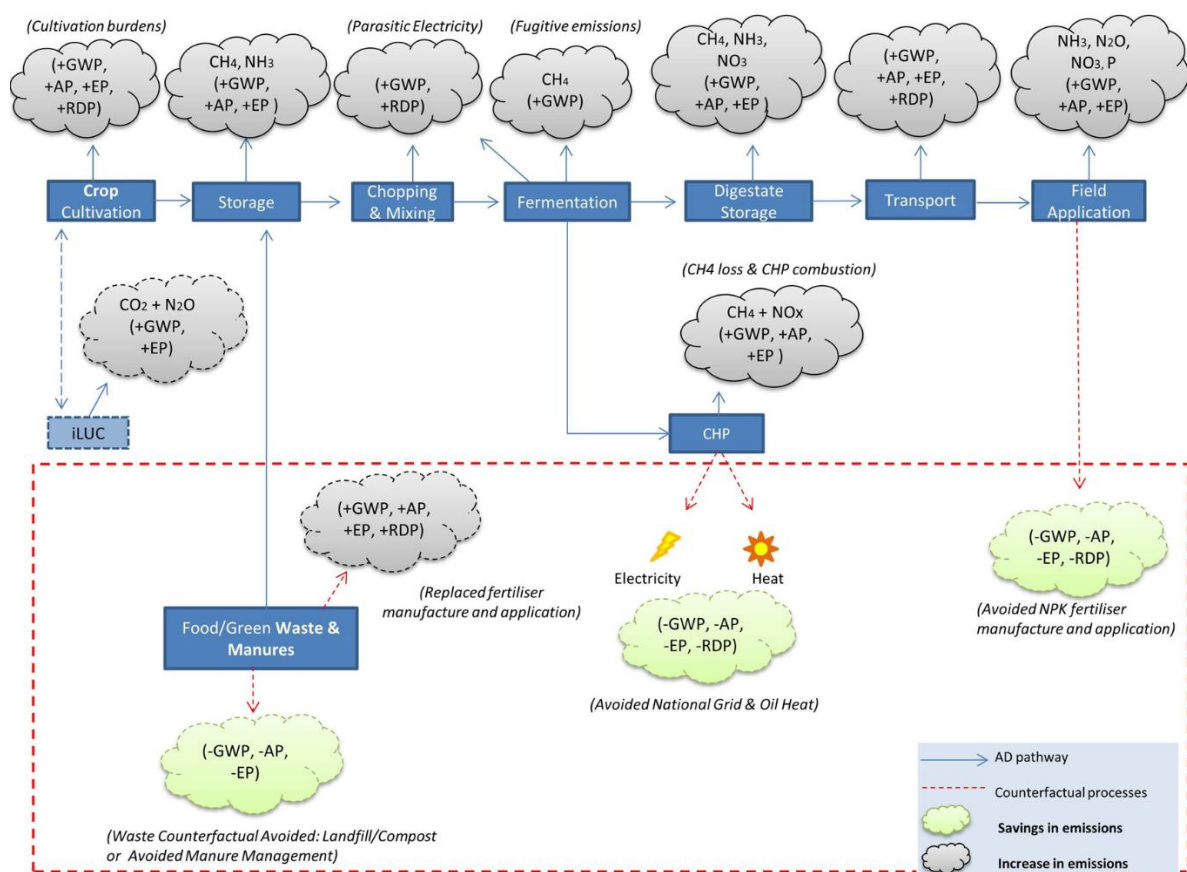 (Cultivation burdens)
(+GWP,
+AP, +EP,
+RDP)
CH4, NH3
(+GWP,
+AP, +EP )
(Parasitic Electricity)
(+GWP,
+RDP)
(Fugitive emissions)
CH4
(+GWP)
CH4, NH3,
NO3
(+GWP,
+AP, +EP )
(+GWP,
+AP, +EP,
+RDP)
NH3, N2O,
NO3, P
(+GWP,
+AP, +EP)
Crop
Cultivation
Storage
Chopping
& Mixing
Fermentation
Digestate
Storage
Transport
Field
Application
CO2 + N2O
(+GWP,
+EP)
iLUC
(CH4 loss & CHP combustion)
CH4 + NOx
(+GWP, +AP,
+EP )
CHP
(+GWP, +AP,
+EP, +RDP)
(Replaced fertiliser
manufacture and application)
Food/Green Waste &
Manures
(-GWP, -AP,
-EP)
(Waste Counterfactual Avoided: Landfill/Compost
or Avoided Manure Management)
Electricity
Heat
(-GWP, -AP,
-EP, -RDP)
(Avoided National Grid & Oil Heat)
(-GWP, -AP,
-EP, -RDP)
(Avoided NPK fertiliser
manufacture and application)
AD pathway
Counterfactual processes
Savings in emissions
Increase in emissions